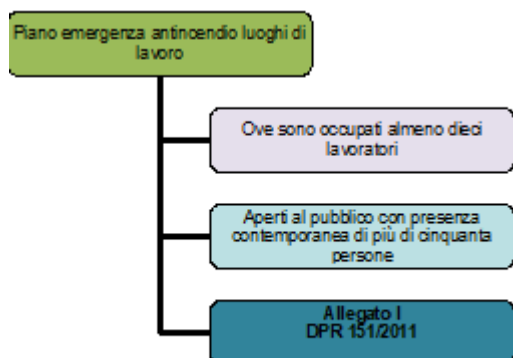 Piano emergenza antincendio luoghi di
lavoro
Ove sono occupati almeno dieci
lavoratori
Aperti al pubblico con presenza
contemporanea di più di cinquanta
persone
Allegato I
DPR 151/2011